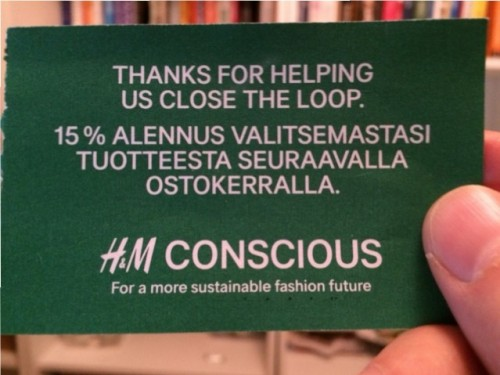 THANKS FOR HELPING
US CLOSE THE LOOP.
15 % ALENNUS VALITSEMASTASI
TUOTTEESTA SEURAAVALLA
OSTOKERRALLA.
H&M CONSCIOUS
For a more sustainable fashion future